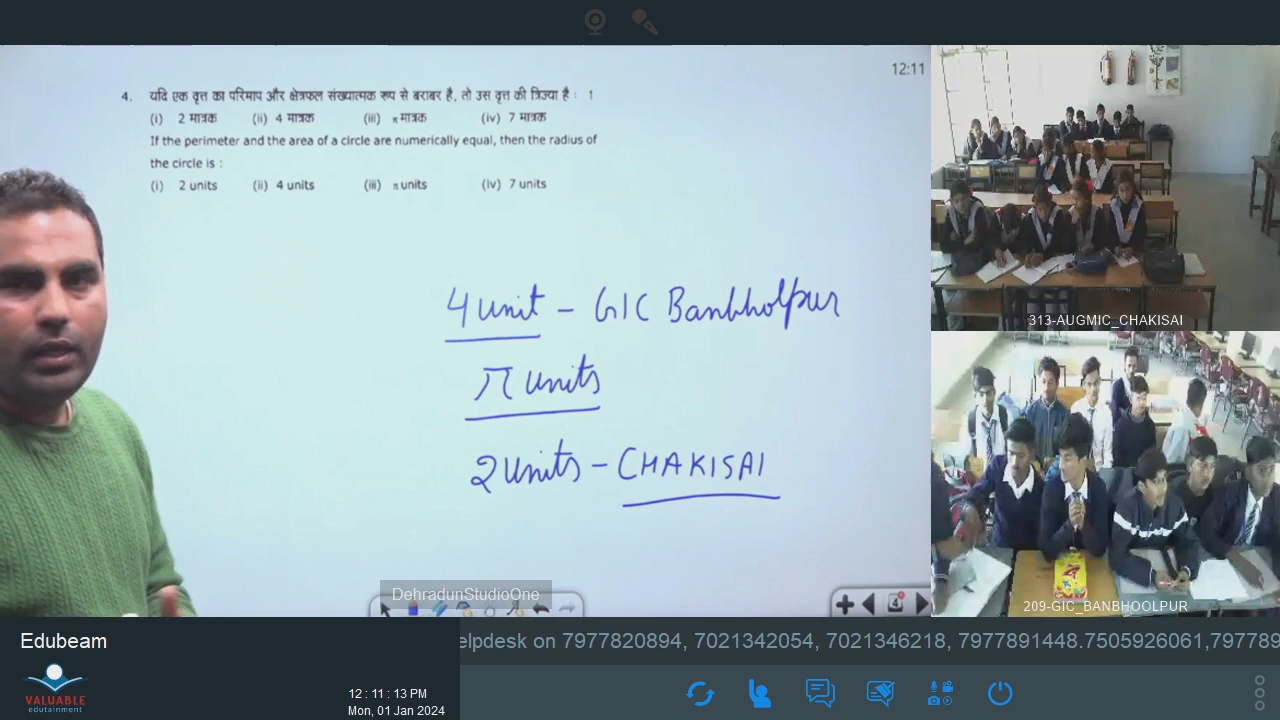 12:11
4. यदि एक वृत्त का परिमाप और क्षेत्रफल संख्यात्मक रूप से बराबर है, तो उस वृत्त की त्रिज्या है : 1
(i) 2 मात्रक (ii) 4 मात्रक (iii) π मात्रक (iv) 7 मात्रक
If the perimeter and the area of a circle are numerically equal, then the radius of
the circle is :
(i) 2 units (ii) 4 units (iii) π units (iv) 7 units
4 unit – GIC Banbholpur
π units
2 units – CHAKISAI
313-AUGMIC_CHAKISAI
209-GIC_BANBHOOLPUR
DehradunStudioOne
4
Edubeam
elpdesk on 7977820894, 7021342054, 7021346218, 7977891448.7505926061,797789
VALUABLE
edutainment
12 : 11 : 13 PM
Mon, 01 Jan 2024